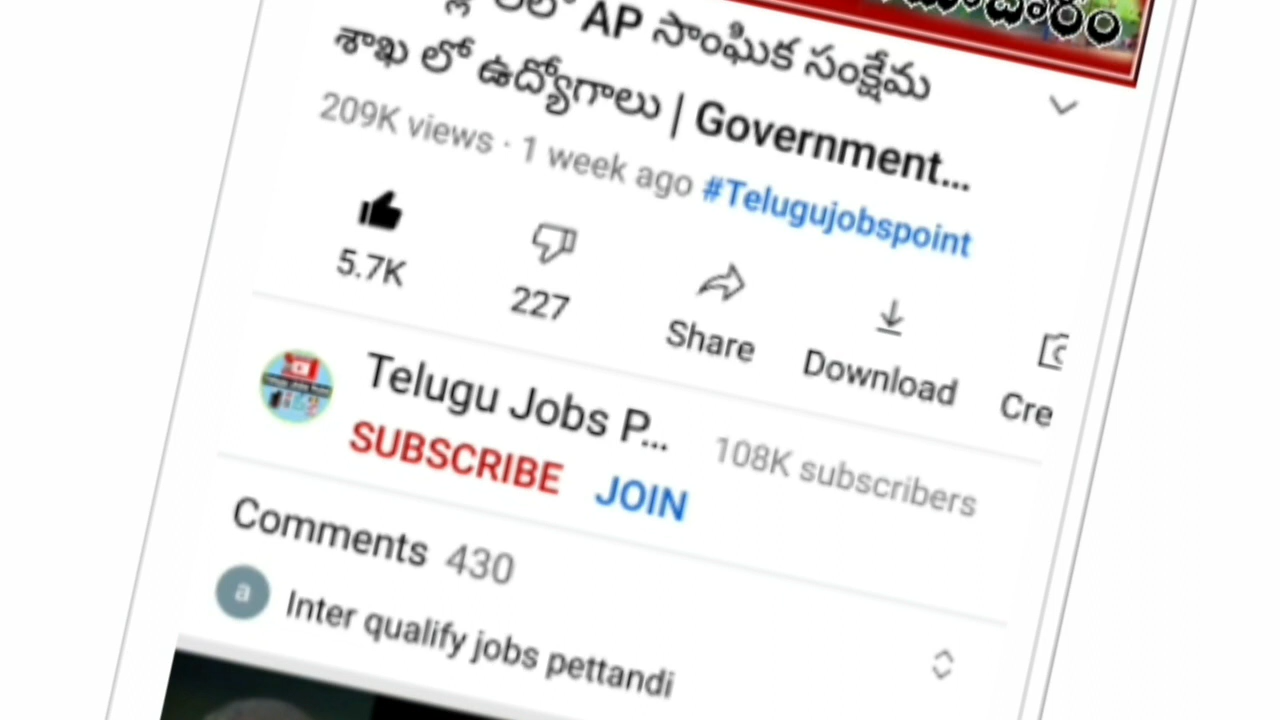 AP సాంఘిక సంక్షేమ
శాఖ లో ఉద్యోగాలు | Government...
209K views · 1 week ago #Telugujobspoint
5.7K
227
Share
Download
Cre
Telugu Jobs P...
108K subscribers
SUBSCRIBE JOIN
Comments 430
a
Inter qualify jobs pettandi